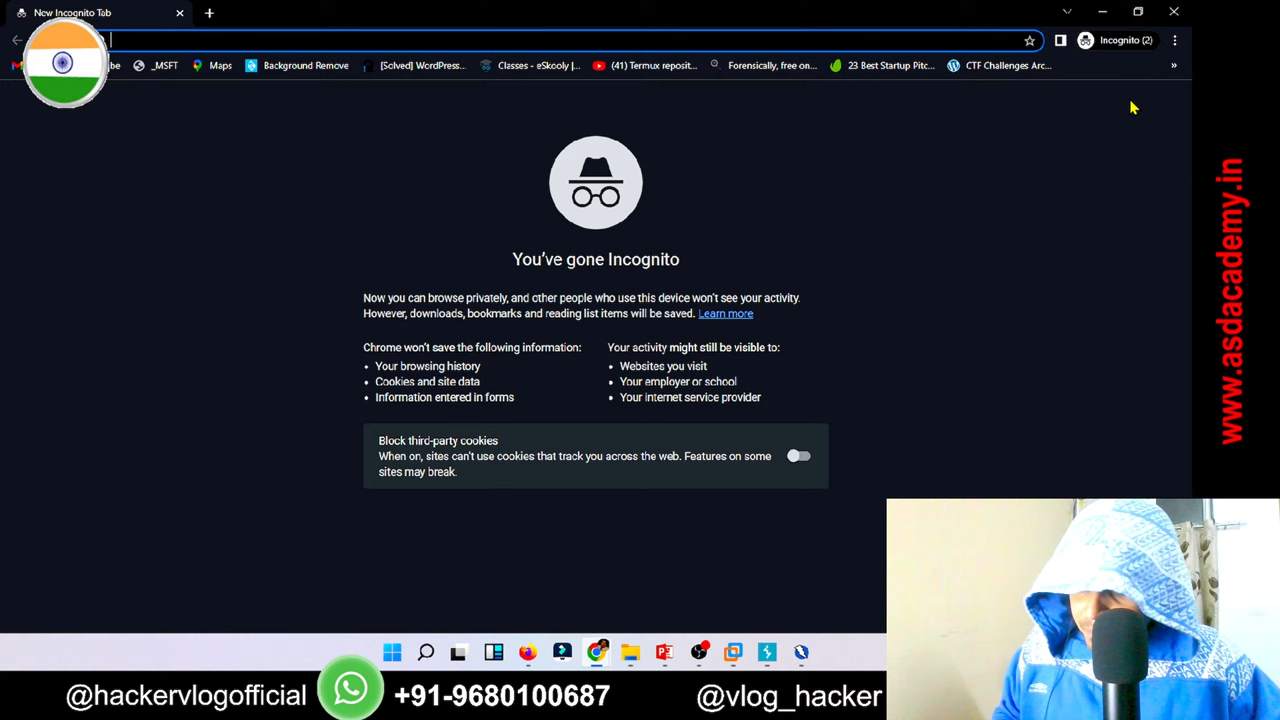 New Incognito Tab
Incognito (2)
be
_MSFT
Maps
Background Remove
[Solved] WordPress...
Classes - eSkooly |...
(41) Termux reposit...
Forensically, free on...
23 Best Startup Pitc...
CTF Challenges Arc...
»
You've gone Incognito
Now you can browse privately, and other people who use this device won't see your activity.
However, downloads, bookmarks and reading list items will be saved. Learn more
Chrome won't save the following information:
• Your browsing history
• Cookies and site data
• Information entered in forms
Your activity might still be visible to:
• Websites you visit
• Your employer or school
• Your internet service provider
Block third-party cookies
When on, sites can't use cookies that track you across the web. Features on some
sites may break.
www.asdacademy.in
@hackervlogofficial
+91-9680100687
@vlog_hacker